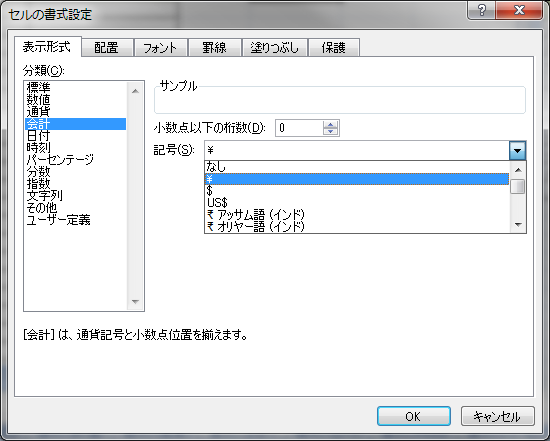 セルの書式設定
表示形式 配置 フォント 罫線 塗りつぶし 保護
分類(C):
標準
数値
通貨
会計
日付
時刻
パーセンテージ
分数
指数
文字列
その他
ユーザー定義
サンプル
小数点以下の桁数(D): 0
記号(S): ¥
なし
¥
$
US$
₹ アッサム語 (インド)
₹ オリヤー語 (インド)
[会計] は、通貨記号と小数点位置を揃えます。
OK キャンセル